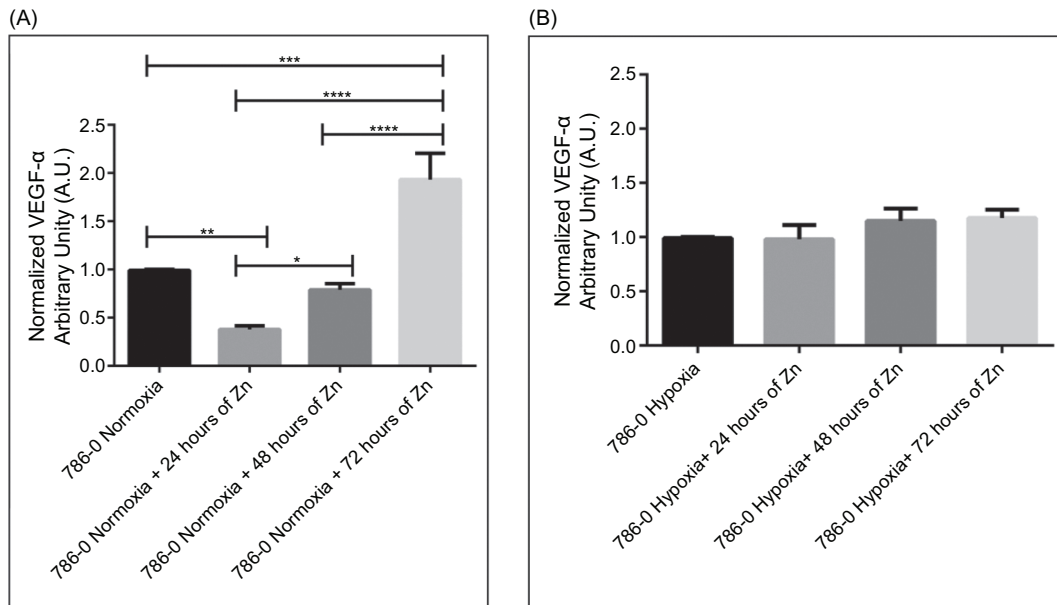 (A)
***
****
****
**
*
Normalized VEGF-α
Arbitrary Unity (A.U.)
2.5
2.0
1.5
1.0
0.5
0.0
786-0 Normoxia
786-0 Normoxia + 24 hours of Zn
786-0 Normoxia + 48 hours of Zn
786-0 Normoxia + 72 hours of Zn
(B)
Normalized VEGF-α
Arbitrary Unity (A.U.)
2.5
2.0
1.5
1.0
0.5
0.0
786-0 Hypoxia
786-0 Hypoxia+ 24 hours of Zn
786-0 Hypoxia+ 48 hours of Zn
786-0 Hypoxia+ 72 hours of Zn